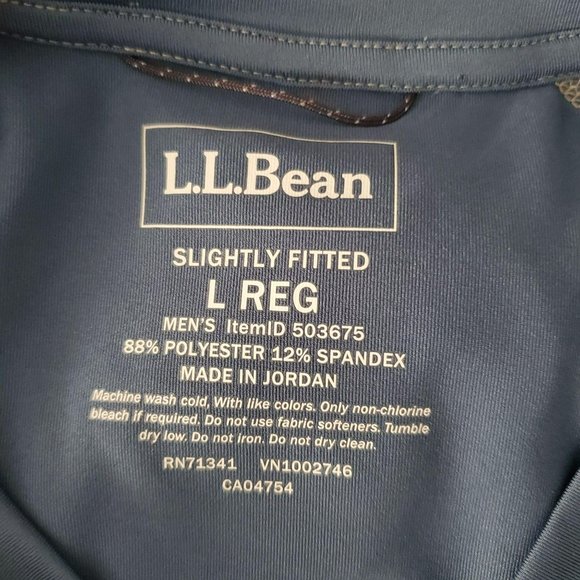 L.L.Bean
SLIGHTLY FITTED
L REG
MEN'S ItemID 503675
88% POLYESTER 12% SPANDEX
MADE IN JORDAN
Machine wash cold, With like colors. Only non-chlorine
bleach if required. Do not use fabric softeners. Tumble
dry low. Do not iron. Do not dry clean.
RN71341 VN1002746
CA04754